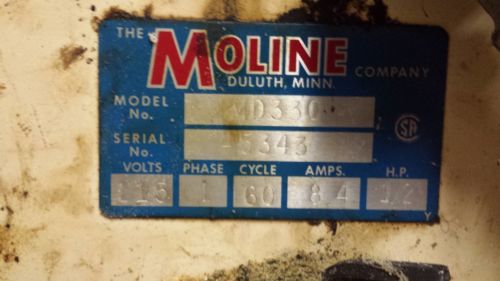 THE MOLINE COMPANY
DULUTH, MINN.
MODEL No. MD330
SERIAL No. 5343
VOLTS PHASE CYCLE AMPS. H.P.
115 1 60 8.4 1/2
Y